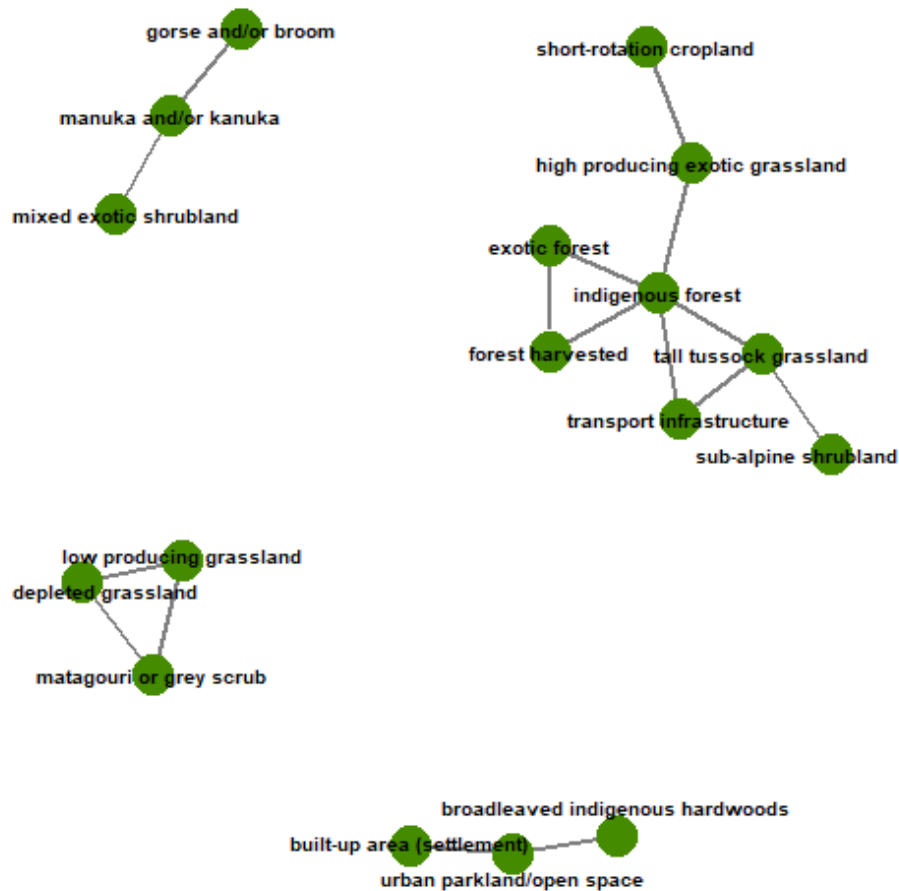 gorse and/or broom
short-rotation cropland
manuka and/or kanuka
high producing exotic grassland
mixed exotic shrubland
exotic forest
indigenous forest
forest harvested
tall tussock grassland
transport infrastructure
sub-alpine shrubland
low producing grassland
depleted grassland
matagouri or grey scrub
broadleaved indigenous hardwoods
built-up area (settlement)
urban parkland/open space